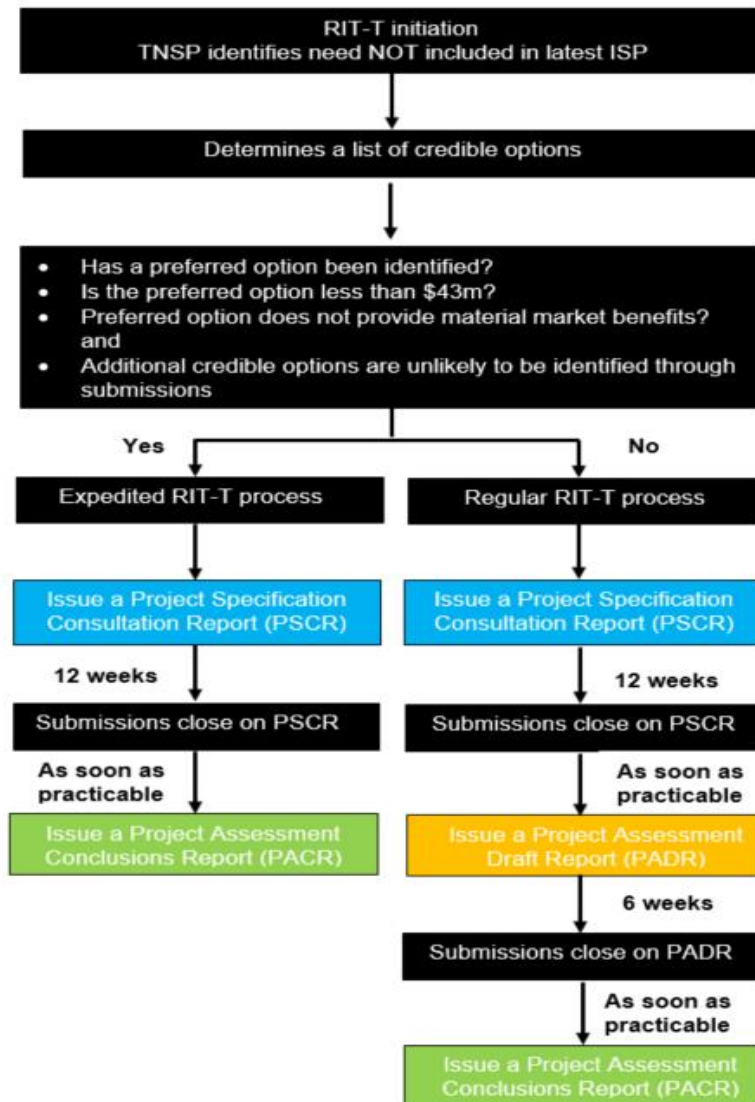 RIT-T initiation
TNSP identifies need NOT included in latest ISP
Determines a list of credible options
• Has a preferred option been identified?
• Is the preferred option less than $43m?
• Preferred option does not provide material market benefits?
and
• Additional credible options are unlikely to be identified through
submissions
Yes
No
Expedited RIT-T process
Regular RIT-T process
Issue a Project Specification
Consultation Report (PSCR)
Issue a Project Specification
Consultation Report (PSCR)
12 weeks
12 weeks
Submissions close on PSCR
Submissions close on PSCR
As soon as
practicable
As soon as
practicable
Issue a Project Assessment
Conclusions Report (PACR)
Issue a Project Assessment
Draft Report (PADR)
6 weeks
Submissions close on PADR
As soon as
practicable
Issue a Project Assessment
Conclusions Report (PACR)